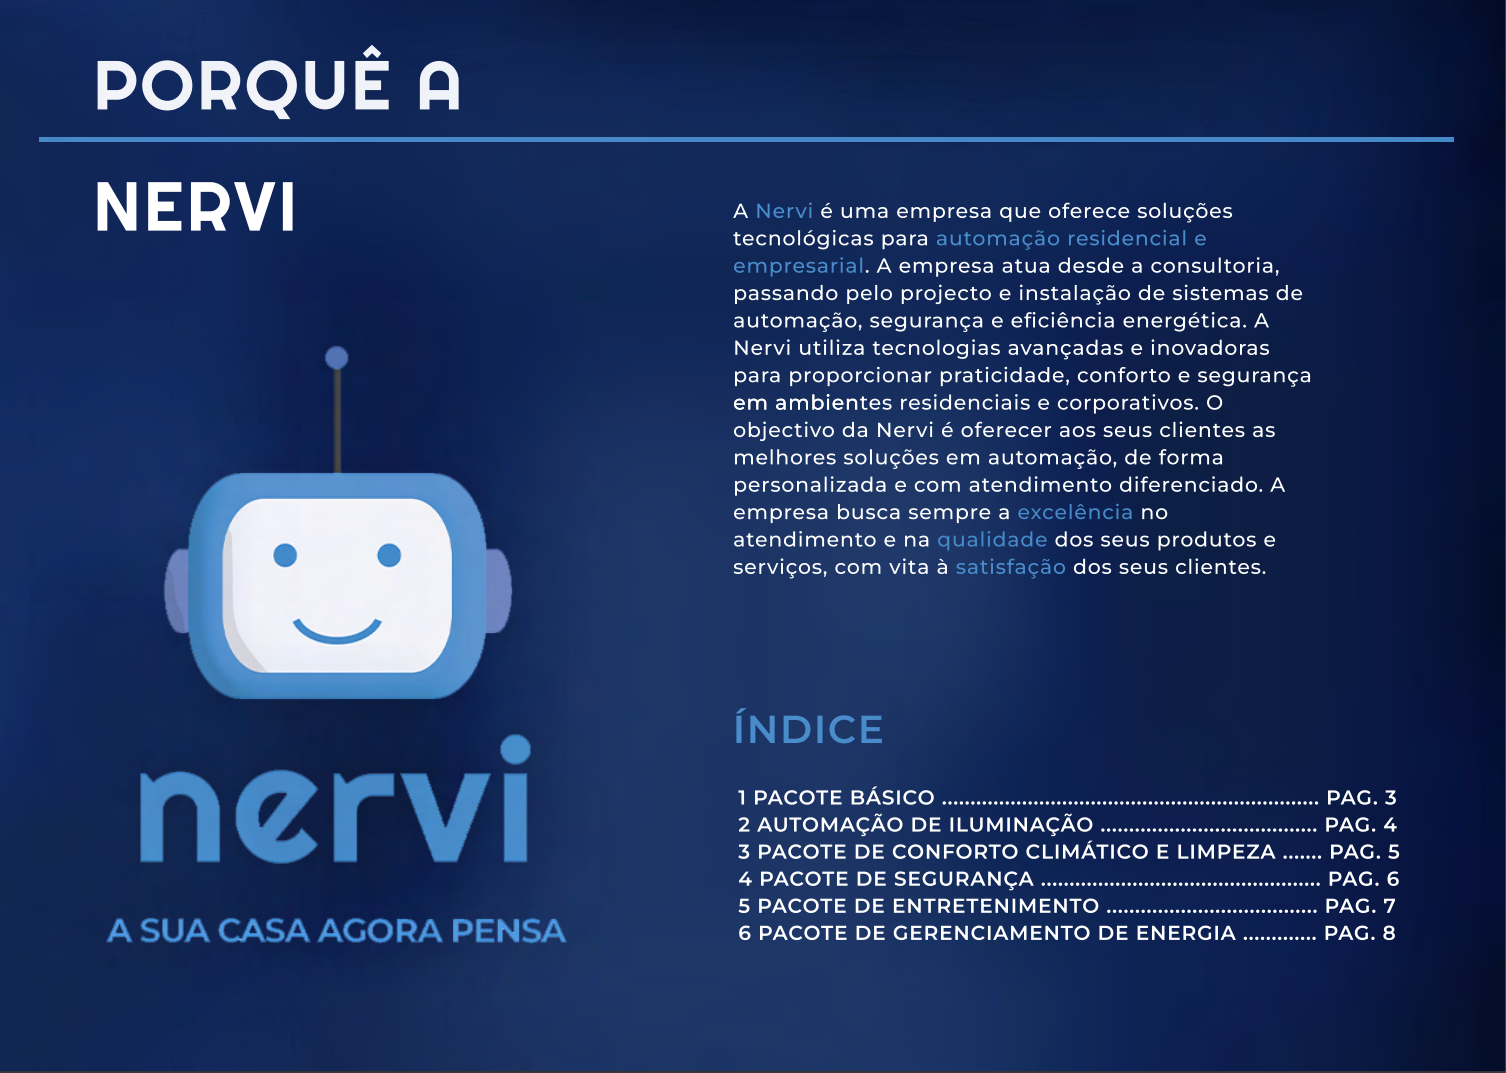 PORQUÊ A
NERVI
nervi
A SUA CASA AGORA PENSA
A Nervi é uma empresa que oferece soluções
tecnológicas para automação residencial e
empresarial. A empresa atua desde a consultoria,
passando pelo projecto e instalação de sistemas de
automação, segurança e eficiência energética. A
Nervi utiliza tecnologias avançadas e inovadoras
para proporcionar praticidade, conforto e segurança
em ambientes residenciais e corporativos. O
objectivo da Nervi é oferecer aos seus clientes as
melhores soluções em automação, de forma
personalizada e com atendimento diferenciado. A
empresa busca sempre a excelência no
atendimento e na qualidade dos seus produtos e
serviços, com vita à satisfação dos seus clientes.
ÍNDICE
1 PACOTE BÁSICO .................................................................. PAG. 3
2 AUTOMAÇÃO DE ILUMINAÇÃO ...................................... PAG. 4
3 PACOTE DE CONFORTO CLIMÁTICO E LIMPEZA ....... PAG. 5
4 PACOTE DE SEGURANÇA ................................................. PAG. 6
5 PACOTE DE ENTRETENIMENTO ..................................... PAG. 7
6 PACOTE DE GERENCIAMENTO DE ENERGIA ............. PAG. 8